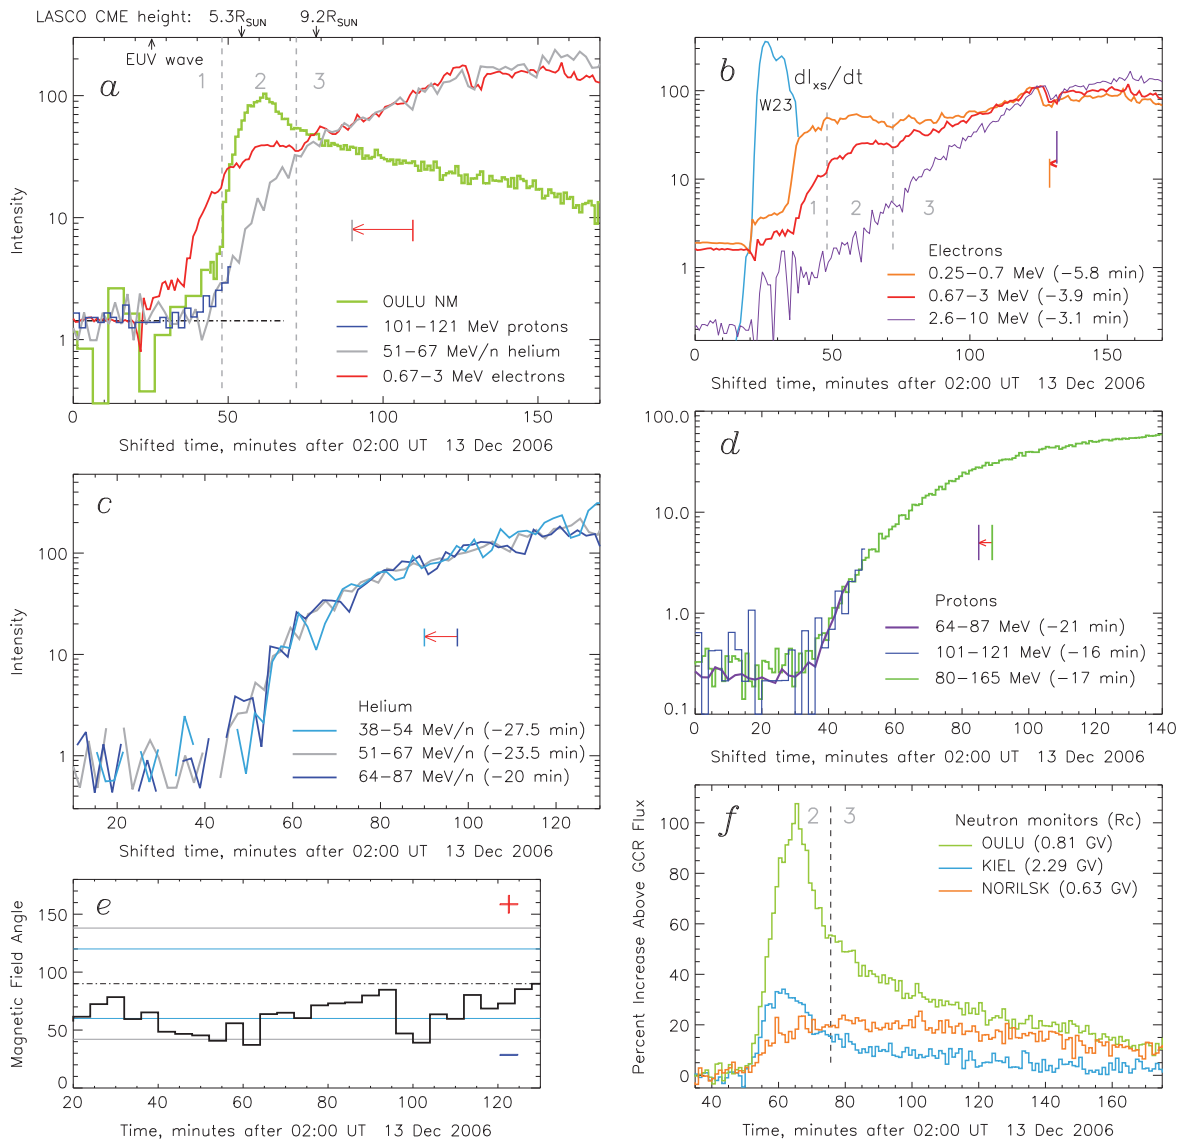 LASCO CME height: 5.3RSUN 9.2RSUN
EUV wave
a
1 2 3
100
10
1
Intensity
OULU NM
101−121 MeV protons
51−67 MeV/n helium
0.67−3 MeV electrons
0 50 100 150
Shifted time, minutes after 02:00 UT 13 Dec 2006
b
dIxs/dt
W23
100
10
1
1 2 3
Electrons
0.25−0.7 MeV (−5.8 min)
0.67−3 MeV (−3.9 min)
2.6−10 MeV (−3.1 min)
0 50 100 150
Shifted time, minutes after 02:00 UT 13 Dec 2006
c
100
10
1
Intensity
Helium
38−54 MeV/n (−27.5 min)
51−67 MeV/n (−23.5 min)
64−87 MeV/n (−20 min)
20 40 60 80 100 120
Shifted time, minutes after 02:00 UT 13 Dec 2006
d
100.0
10.0
1.0
0.1
Protons
64−87 MeV (−21 min)
101−121 MeV (−16 min)
80−165 MeV (−17 min)
0 20 40 60 80 100 120 140
Shifted time, minutes after 02:00 UT 13 Dec 2006
e
+
−
150
100
50
0
Magnetic Field Angle
20 40 60 80 100 120
Time, minutes after 02:00 UT 13 Dec 2006
f
2 3
100
80
60
40
20
0
Percent Increase Above GCR Flux
Neutron monitors (Rc)
OULU (0.81 GV)
KIEL (2.29 GV)
NORILSK (0.63 GV)
40 60 80 100 120 140 160
Time, minutes after 02:00 UT 13 Dec 2006